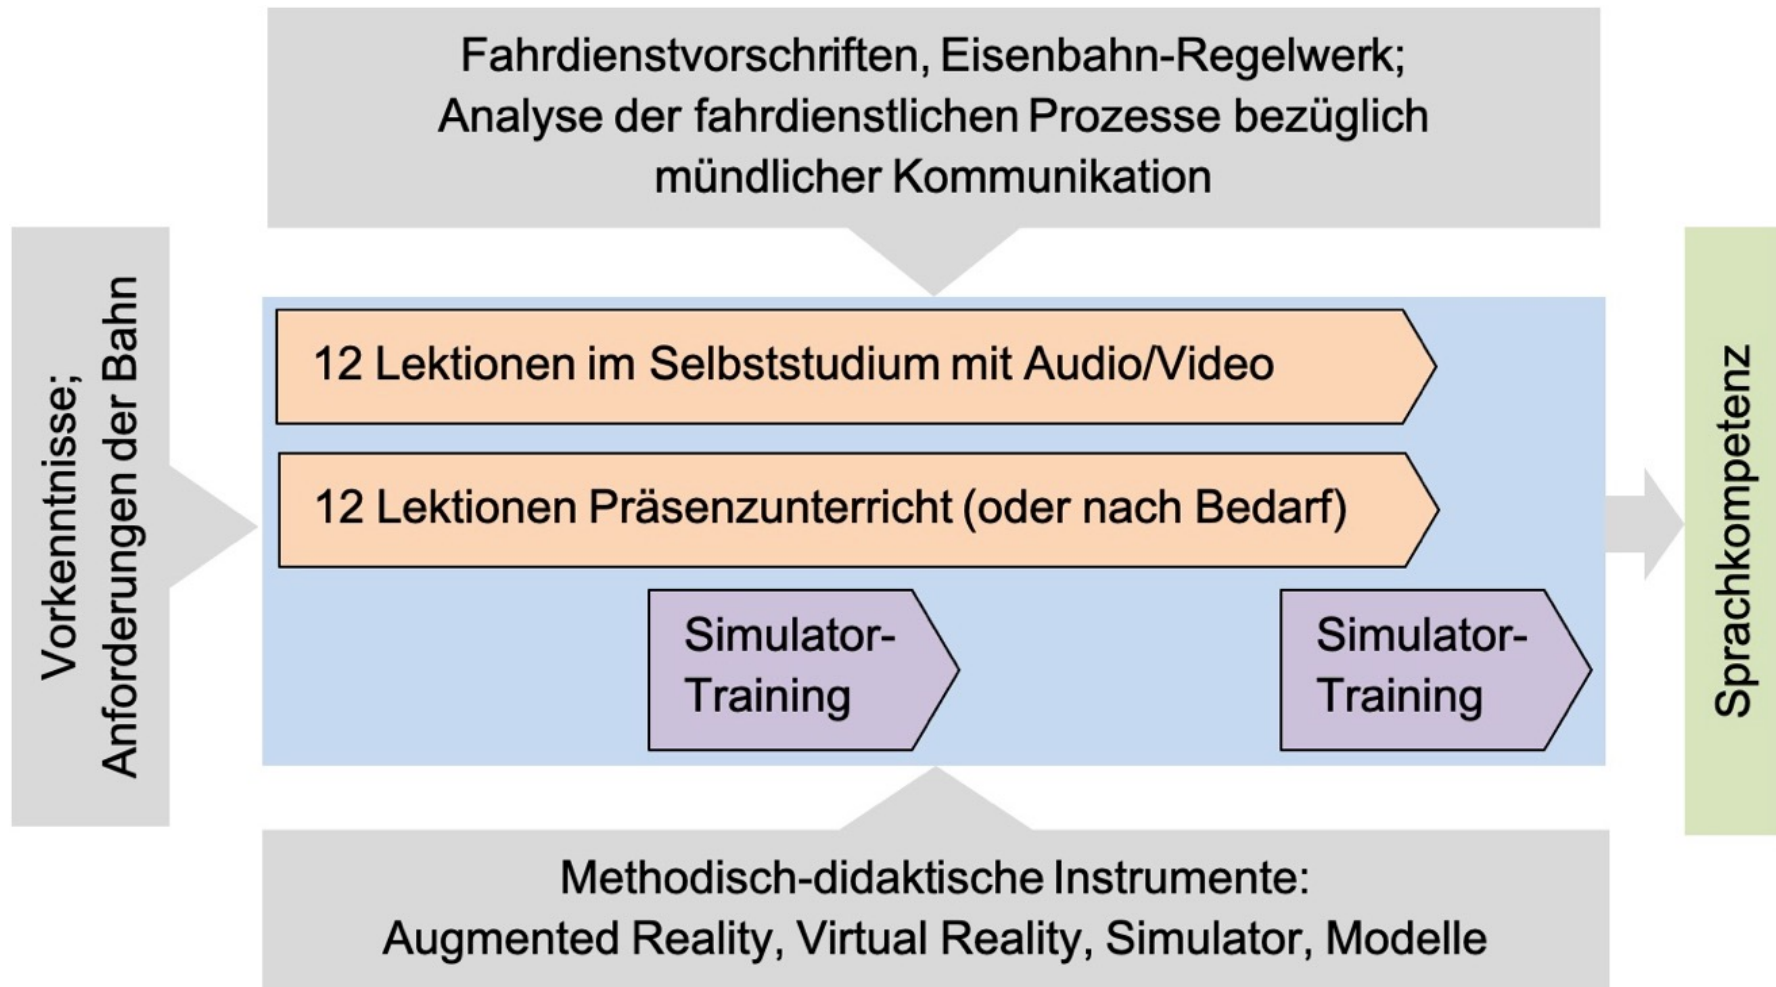 Fahrdienstvorschriften, Eisenbahn-Regelwerk;
Analyse der fahrdienstlichen Prozesse bezüglich
mündlicher Kommunikation
Vorkenntnisse;
Anforderungen der Bahn
12 Lektionen im Selbststudium mit Audio/Video
12 Lektionen Präsenzunterricht (oder nach Bedarf)
Simulator-
Training
Simulator-
Training
Sprachkompetenz
Methodisch-didaktische Instrumente:
Augmented Reality, Virtual Reality, Simulator, Modelle